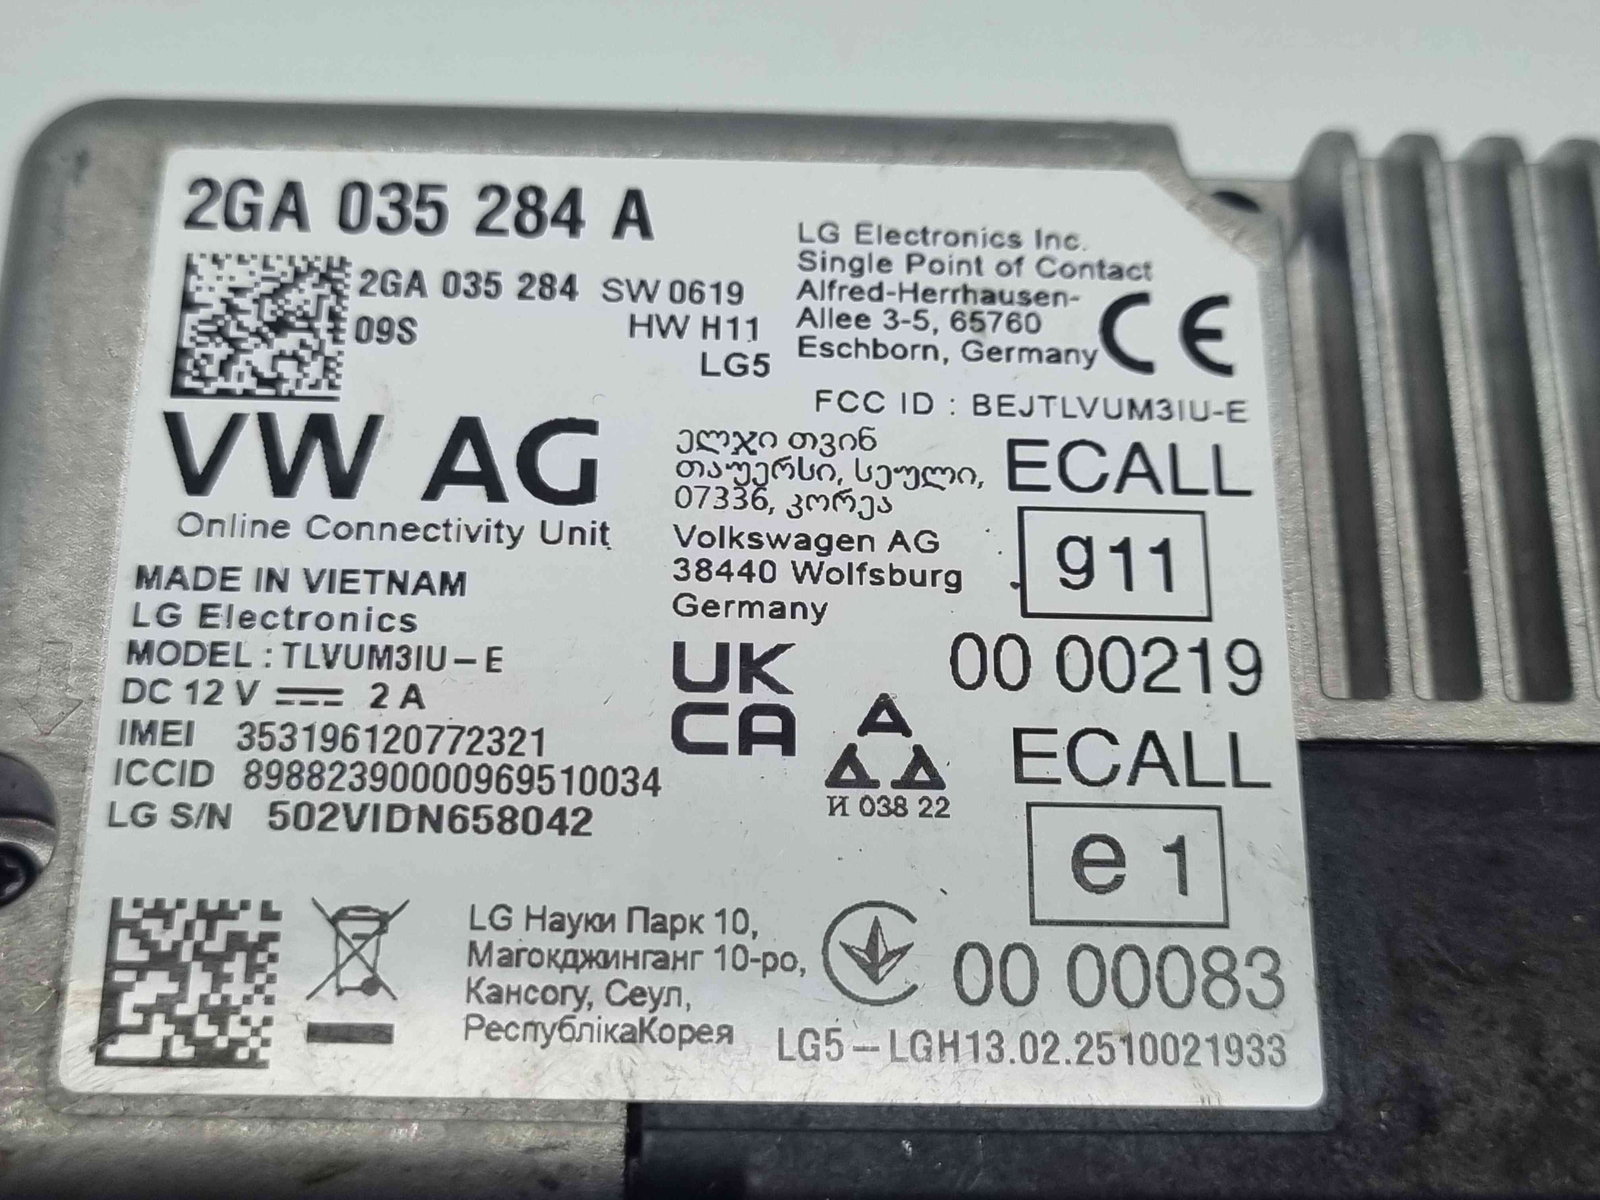 2GA 035 284 A
2GA 035 284 SW 0619
09S HW H11
LG5
VW AG
Online Connectivity Unit
MADE IN VIETNAM
LG Electronics
MODEL : TLVUM3IU-E
DC 12 V ⎓ 2 A
IMEI 353196120772321
ICCID 89882390000969510034
LG S/N 502VIDN658042
LG Electronics Inc.
Single Point of Contact
Alfred-Herrhausen-
Allee 3-5, 65760
Eschborn, Germany
CE
FCC ID : BEJTLVUM3IU-E
ელჯი თვინ
თაუერსი, სეული,
07336, კორეა
Volkswagen AG
38440 Wolfsburg
Germany
UK
CA
И 038 22
ECALL
g11
00 00219
ECALL
e 1
00 00083
LG Науки Парк 10,
Магокджинганг 10-ро,
Кансогу, Сеул,
РеспублікаКорея
LG5-LGH13.02.2510021933